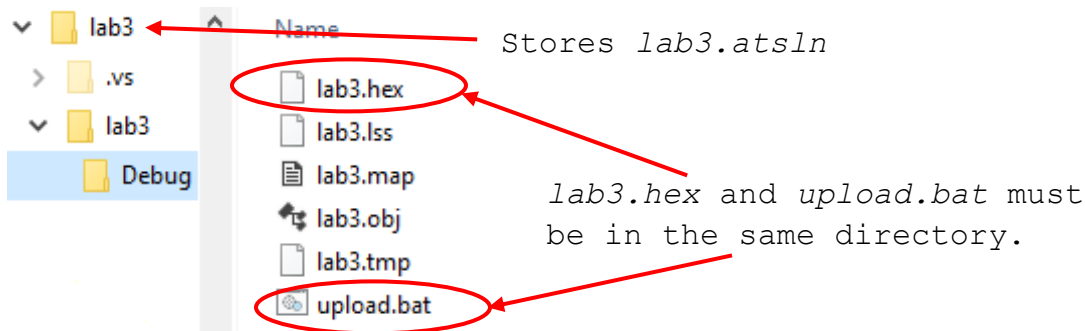 lab3
.vs
lab3
Debug
Name
lab3.hex
lab3.lss
lab3.map
lab3.obj
lab3.tmp
upload.bat
Stores lab3.atsln
lab3.hex and upload.bat must
be in the same directory.